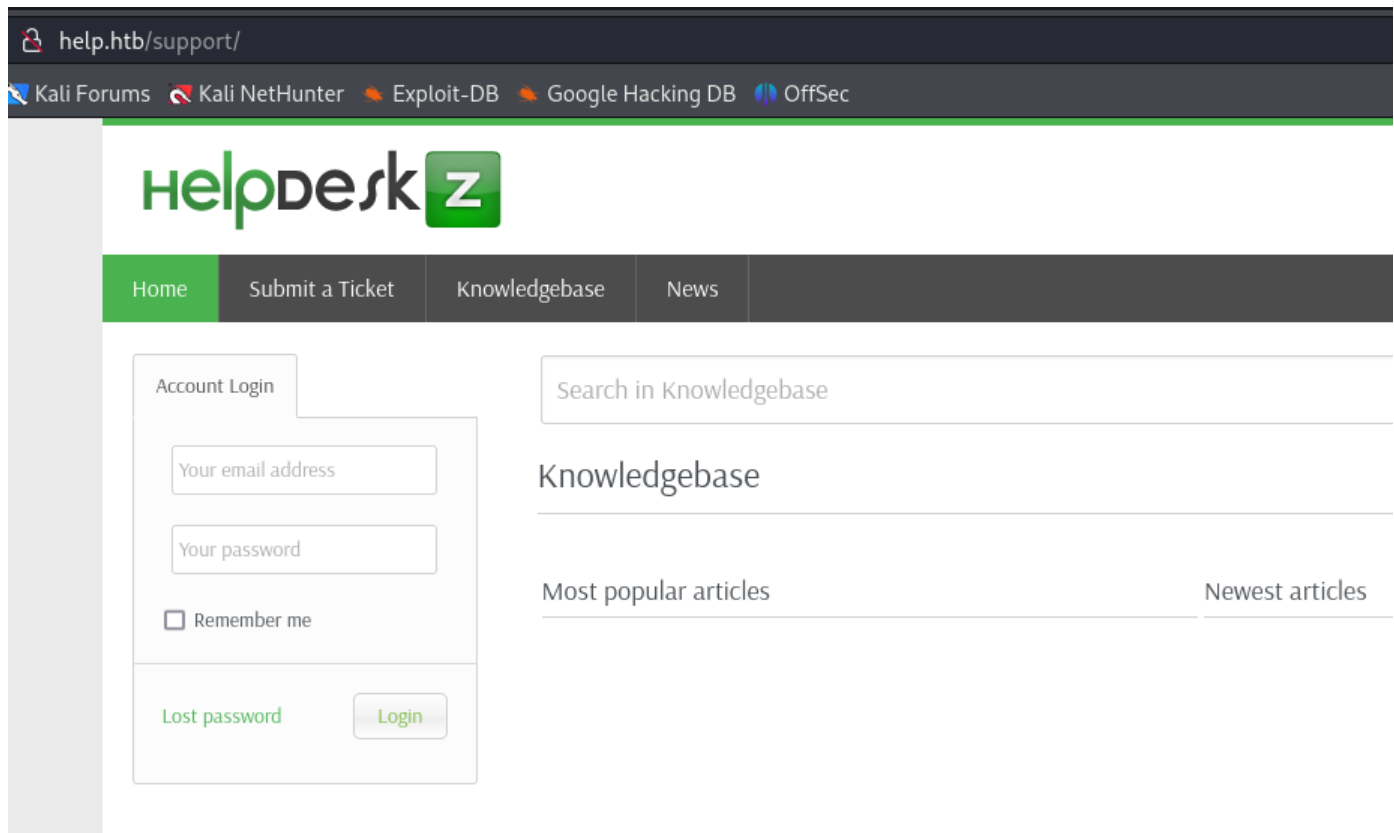 help.htb/support/
Kali Forums Kali NetHunter Exploit-DB Google Hacking DB OffSec
HelpDesk Z
Home Submit a Ticket Knowledgebase News
Account Login
Search in Knowledgebase
Your email address
Knowledgebase
Your password
Most popular articles Newest articles
Remember me
Lost password Login